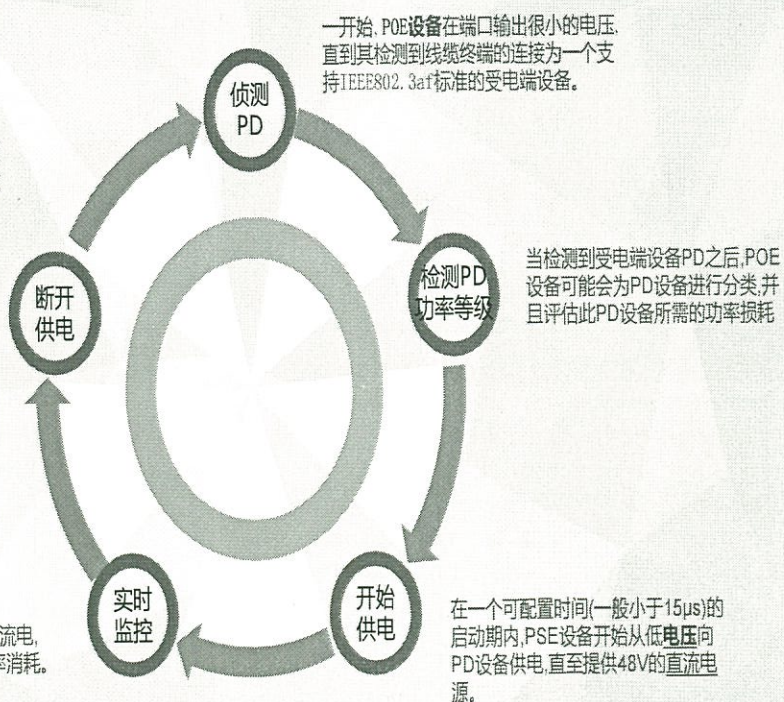 一开始, POE设备在端口输出很小的电压,
直到其检测到线缆终端的连接为一个支
持IEEE802.3af标准的受电端设备。
侦测
PD
当检测到受电端设备PD之后,POE
设备可能会为PD设备进行分类,并
且评估此PD设备所需的功率损耗
检测PD
功率等级
断开
供电
实时
监控
开始
供电
在一个可配置时间(一般小于15μs)的
启动期内,PSE设备开始从低电压向
PD设备供电,直至提供48V的直流电
源。
流电,
率消耗。